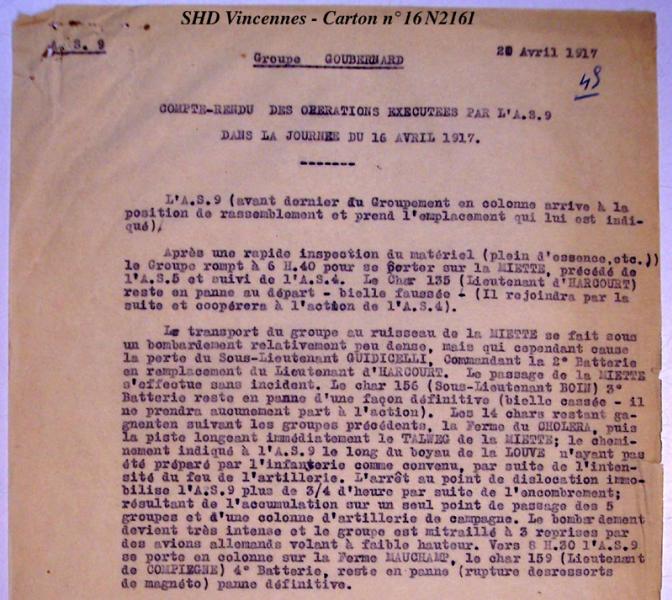 SHD Vincennes - Carton n° 16N2161
A. S. 9
Groupe GOUBERNARD
20 Avril 1917
49
COMPTE-RENDU DES OPERATIONS EXECUTEES PAR L'A.S.9
DANS LA JOURNEE DU 16 AVRIL 1917.
L'A.S.9 (avant dernier du Groupement en colonne arrive à la
position de rassemblement et prend l'emplacement qui lui est indi-
qué),
Après une rapide inspection du matériel (plein d'essence,etc.))
le Groupe rompt à 6 H.40 pour se porter sur la MIETTE, précédé de
l'A.S.5 et suivi de l'A.S.4. Le Char 135 (Lieutenant d'HARCOURT)
reste en panne au départ - bielle faussée - (Il rejoindra par la
suite et coopérera à l'action de l'A.S.4).
Le transport du groupe au ruisseau de la MIETTE se fait sous
un bombardement relativement peu dense, mais qui cependant cause
la perte du Sous-Lieutenant GUIDICELLI, Commandant la 2° Batterie
en remplacement du Lieutenant d'HARCOURT. Le passage de la MIETTE
s'effectue sans incident. Le char 156 (Sous-Lieutenant BOIN) 3°
Batterie reste en panne d'une façon définitive (bielle cassée - il
ne prendra aucunement part à l'action). Les 14 chars restant ga-
gnenten suivant les groupes précédents, la Ferme du CHOLERA, puis
la piste longeant immédiatement le TALWEG de la MIETTE; le chemi-
nement indiqué à l'A.S.9 le long du boyau de la LOUVE n'ayant pas
été préparé par l'infanterie comme convenu, par suite de l'inten-
sité du feu de l'artillerie. L'arrêt au point de dislocation immo-
bilise l'A.S.9 plus de 3/4 d'heure par suite de l'encombrement;
résultant de l'accumulation sur un seul point de passage des 5
groupes et d'une colonne d'artillerie de campagne. Le bombardement
devient très intense et le groupe est mitraillé à 3 reprises par
des avions allemands volant à faible hauteur. Vers 8 H.30 l'A.S.9
se porte en colonne sur la Ferme MAUCHAMP, le char 159 (Lieutenant
de COMPIEGNE) 4° Batterie, reste en panne (rupture desressorts
de magnéto) panne définitive.